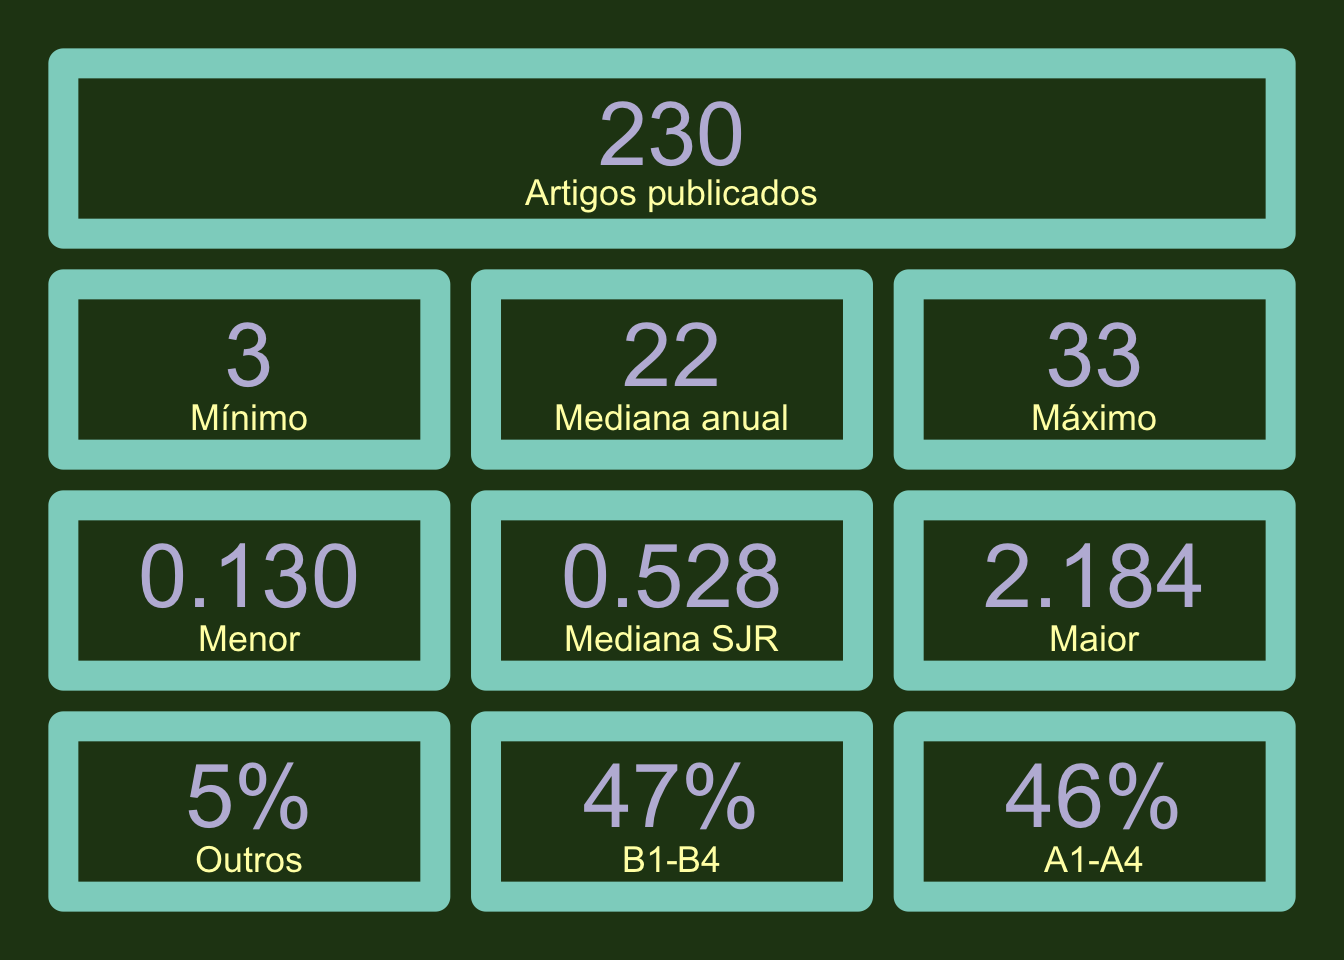 230
Artigos publicados
3
Mínimo
22
Mediana anual
33
Máximo
0.130
Menor
0.528
Mediana SJR
2.184
Maior
5%
Outros
47%
B1-B4
46%
A1-A4